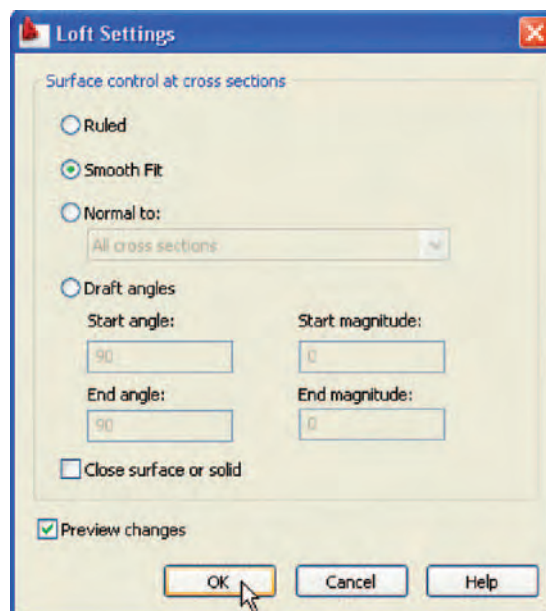 Loft Settings
Surface control at cross sections
Ruled
Smooth Fit
Normal to:
All cross sections
Draft angles
Start angle:
Start magnitude:
90
0
End angle:
End magnitude:
90
0
Close surface or solid
Preview changes
OK
Cancel
Help